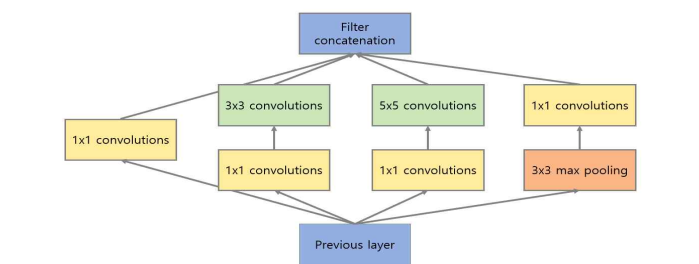 Filter
concatenation
3x3 convolutions
5x5 convolutions
1x1 convolutions
1x1 convolutions
1x1 convolutions
1x1 convolutions
3x3 max pooling
Previous layer